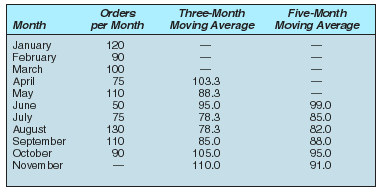 Orders Three-Month Five-Month
Month per Month Moving Average Moving Average
January 120 — —
February 90 — —
March 100 — —
April 75 103.3 —
May 110 88.3 —
June 50 95.0 99.0
July 75 78.3 85.0
August 130 78.3 82.0
September 110 85.0 88.0
October 90 105.0 95.0
November — 110.0 91.0